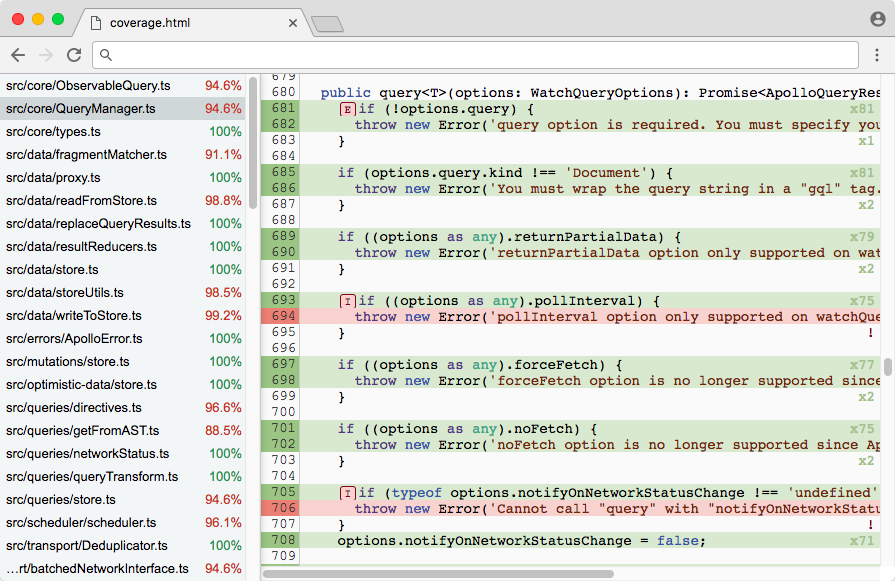 coverage.html
src/core/ObservableQuery.ts 94.6%
src/core/QueryManager.ts 94.6%
src/core/types.ts 100%
src/data/fragmentMatcher.ts 91.1%
src/data/proxy.ts 100%
src/data/readFromStore.ts 98.8%
src/data/replaceQueryResults.ts 100%
src/data/resultReducers.ts 100%
src/data/store.ts 100%
src/data/storeUtils.ts 98.5%
src/data/writeToStore.ts 99.2%
src/errors/ApolloError.ts 100%
src/mutations/store.ts 100%
src/optimistic-data/store.ts 100%
src/queries/directives.ts 96.6%
src/queries/getFromAST.ts 88.5%
src/queries/networkStatus.ts 100%
src/queries/queryTransform.ts 100%
src/queries/store.ts 94.6%
src/scheduler/scheduler.ts 96.1%
src/transport/Deduplicator.ts 100%
…rt/batchedNetworkInterface.ts 94.6%
679
680 public query<T>(options: WatchQueryOptions): Promise<ApolloQueryRes
681 E if (!options.query) { x81
682 throw new Error('query option is required. You must specify you
683 } x1
684
685 if (options.query.kind !== 'Document') { x81
686 throw new Error('You must wrap the query string in a "gql" tag.
687 } x2
688
689 if ((options as any).returnPartialData) { x79
690 throw new Error('returnPartialData option only supported on wat
691 } x2
692
693 I if ((options as any).pollInterval) { x75
694 throw new Error('pollInterval option only supported on watchQue
695 } !
696
697 if ((options as any).forceFetch) { x77
698 throw new Error('forceFetch option is no longer supported since
699 } x2
700
701 if ((options as any).noFetch) { x75
702 throw new Error('noFetch option is no longer supported since Ap
703 } x2
704
705 I if (typeof options.notifyOnNetworkStatusChange !== 'undefined'
706 throw new Error('Cannot call "query" with "notifyOnNetworkStatu
707 } !
708 options.notifyOnNetworkStatusChange = false; x71
709